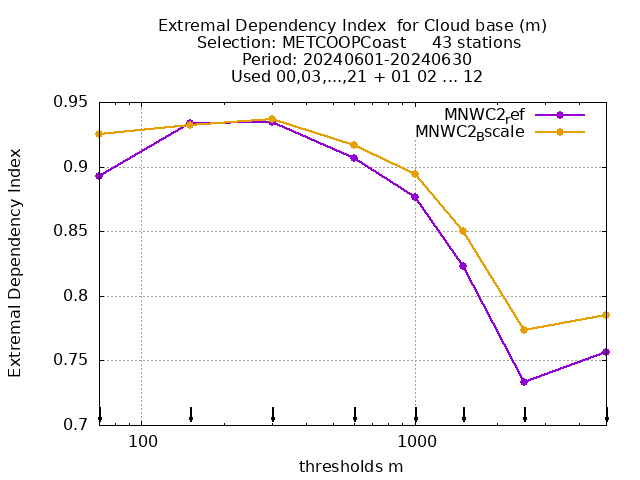 Extremal Dependency Index  for Cloud base (m)
Selection: METCOOPCoast     43 stations
Period: 20240601-20240630
Used 00,03,...,21 + 01 02 ... 12
MNWC2ref
MNWC2Bscale
0.95
0.9
0.85
0.8
0.75
0.7
Extremal Dependency Index
100
1000
thresholds m